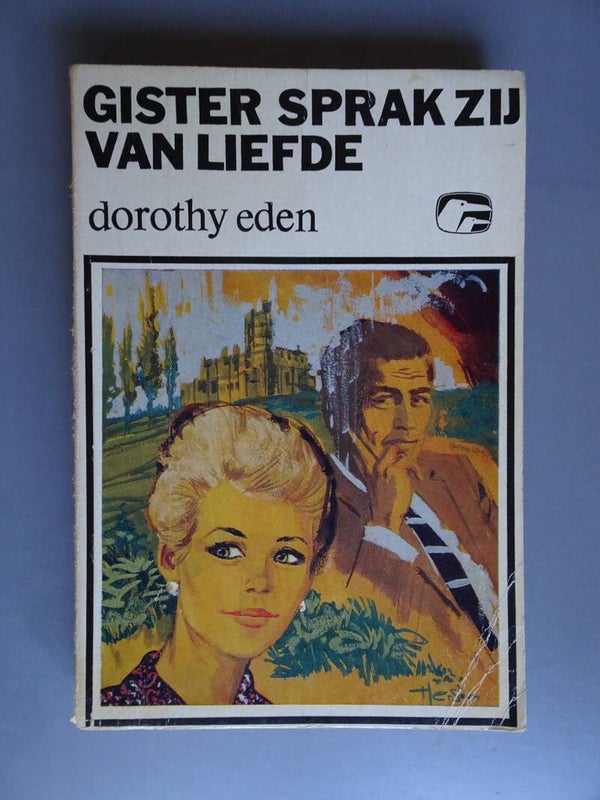 GISTER SPRAK ZIJ
VAN LIEFDE
dorothy eden